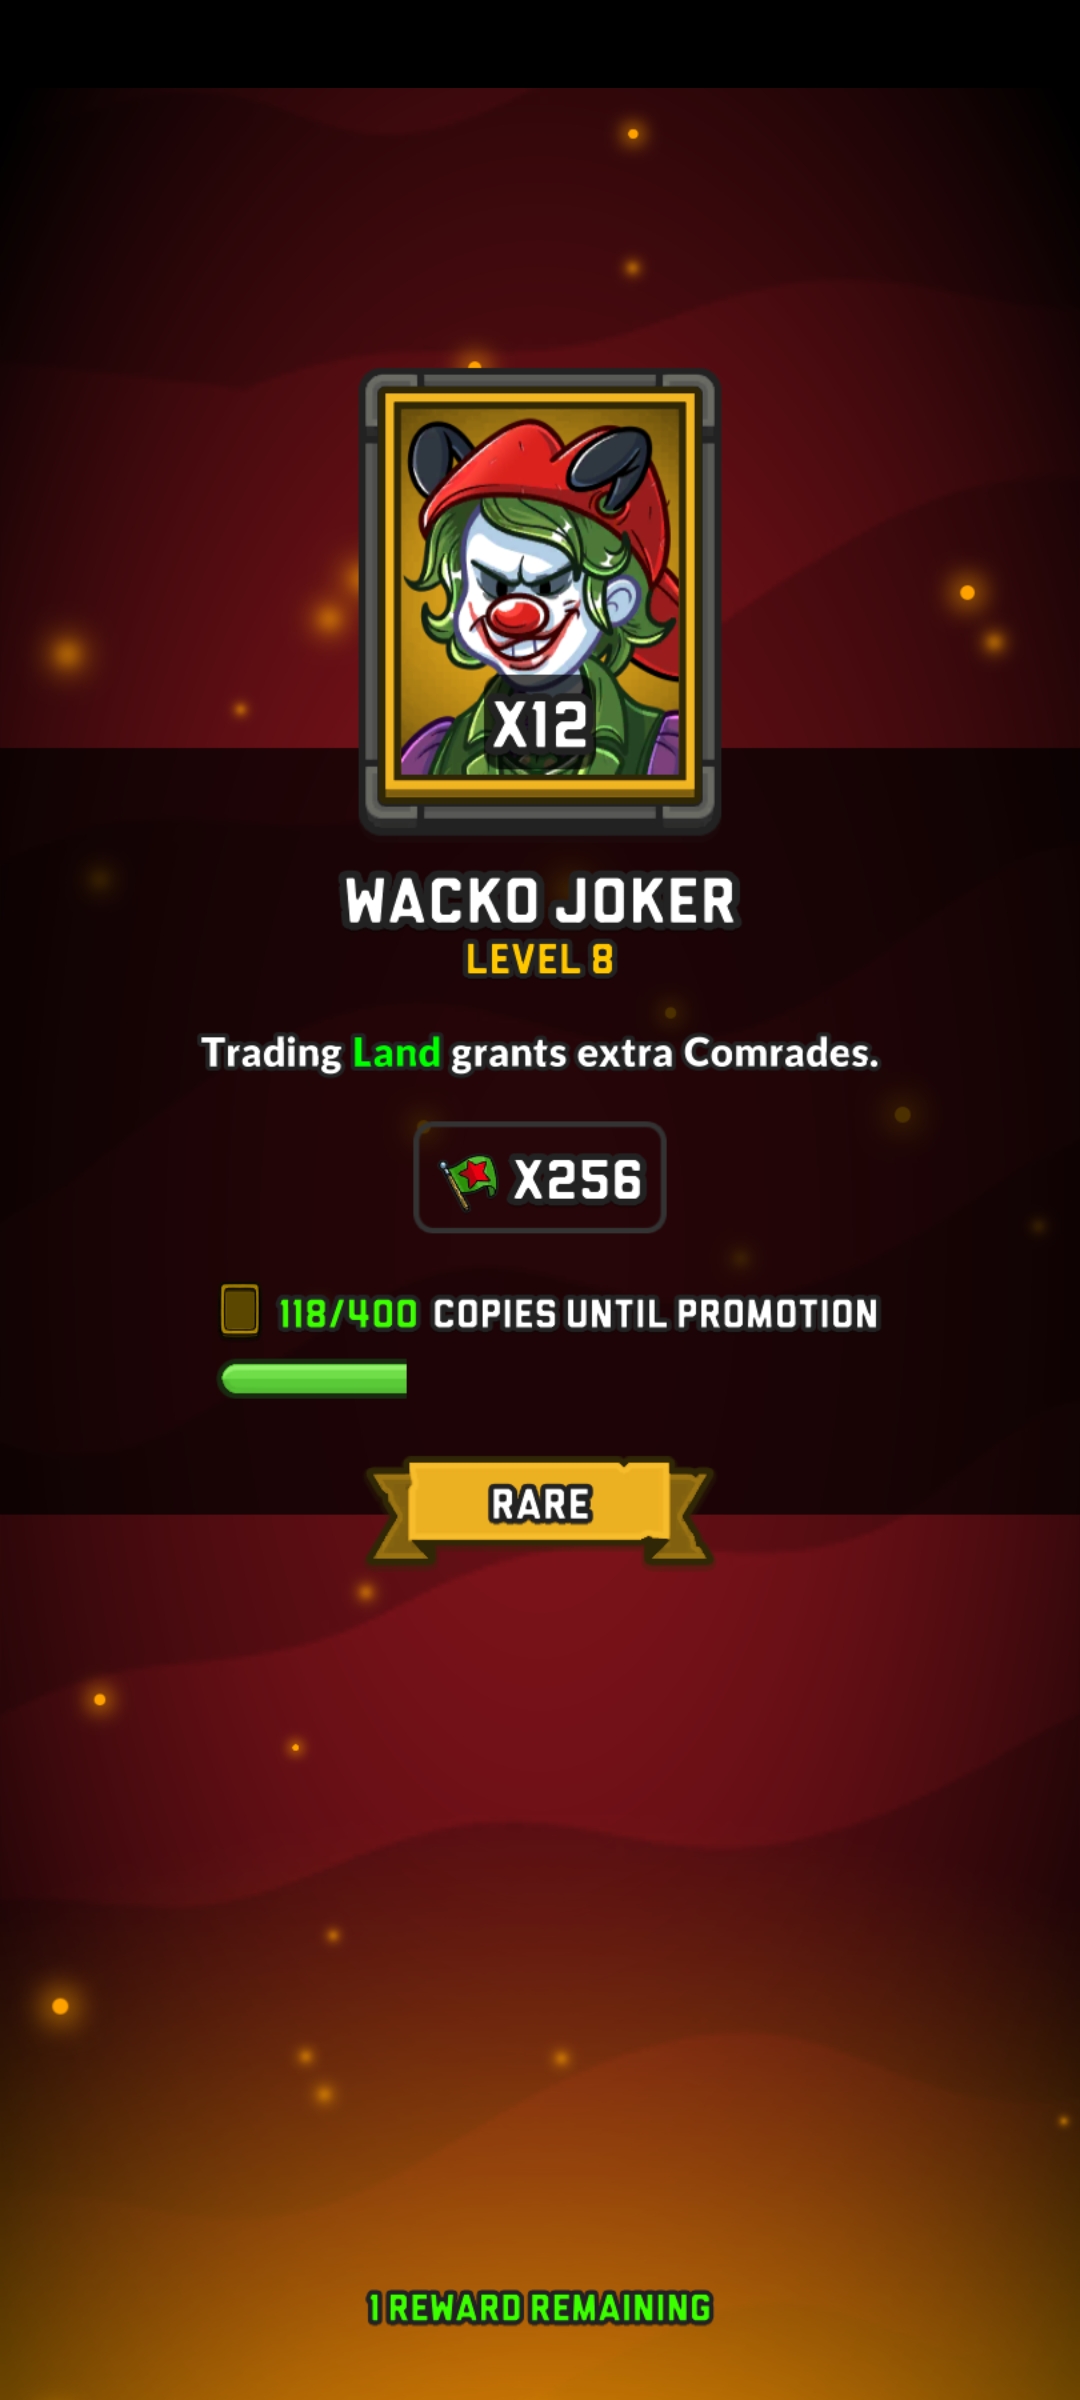 X12
WACKO JOKER
LEVEL 8
Trading Land grants extra Comrades.
X256
118/400 COPIES UNTIL PROMOTION
RARE
1 REWARD REMAINING